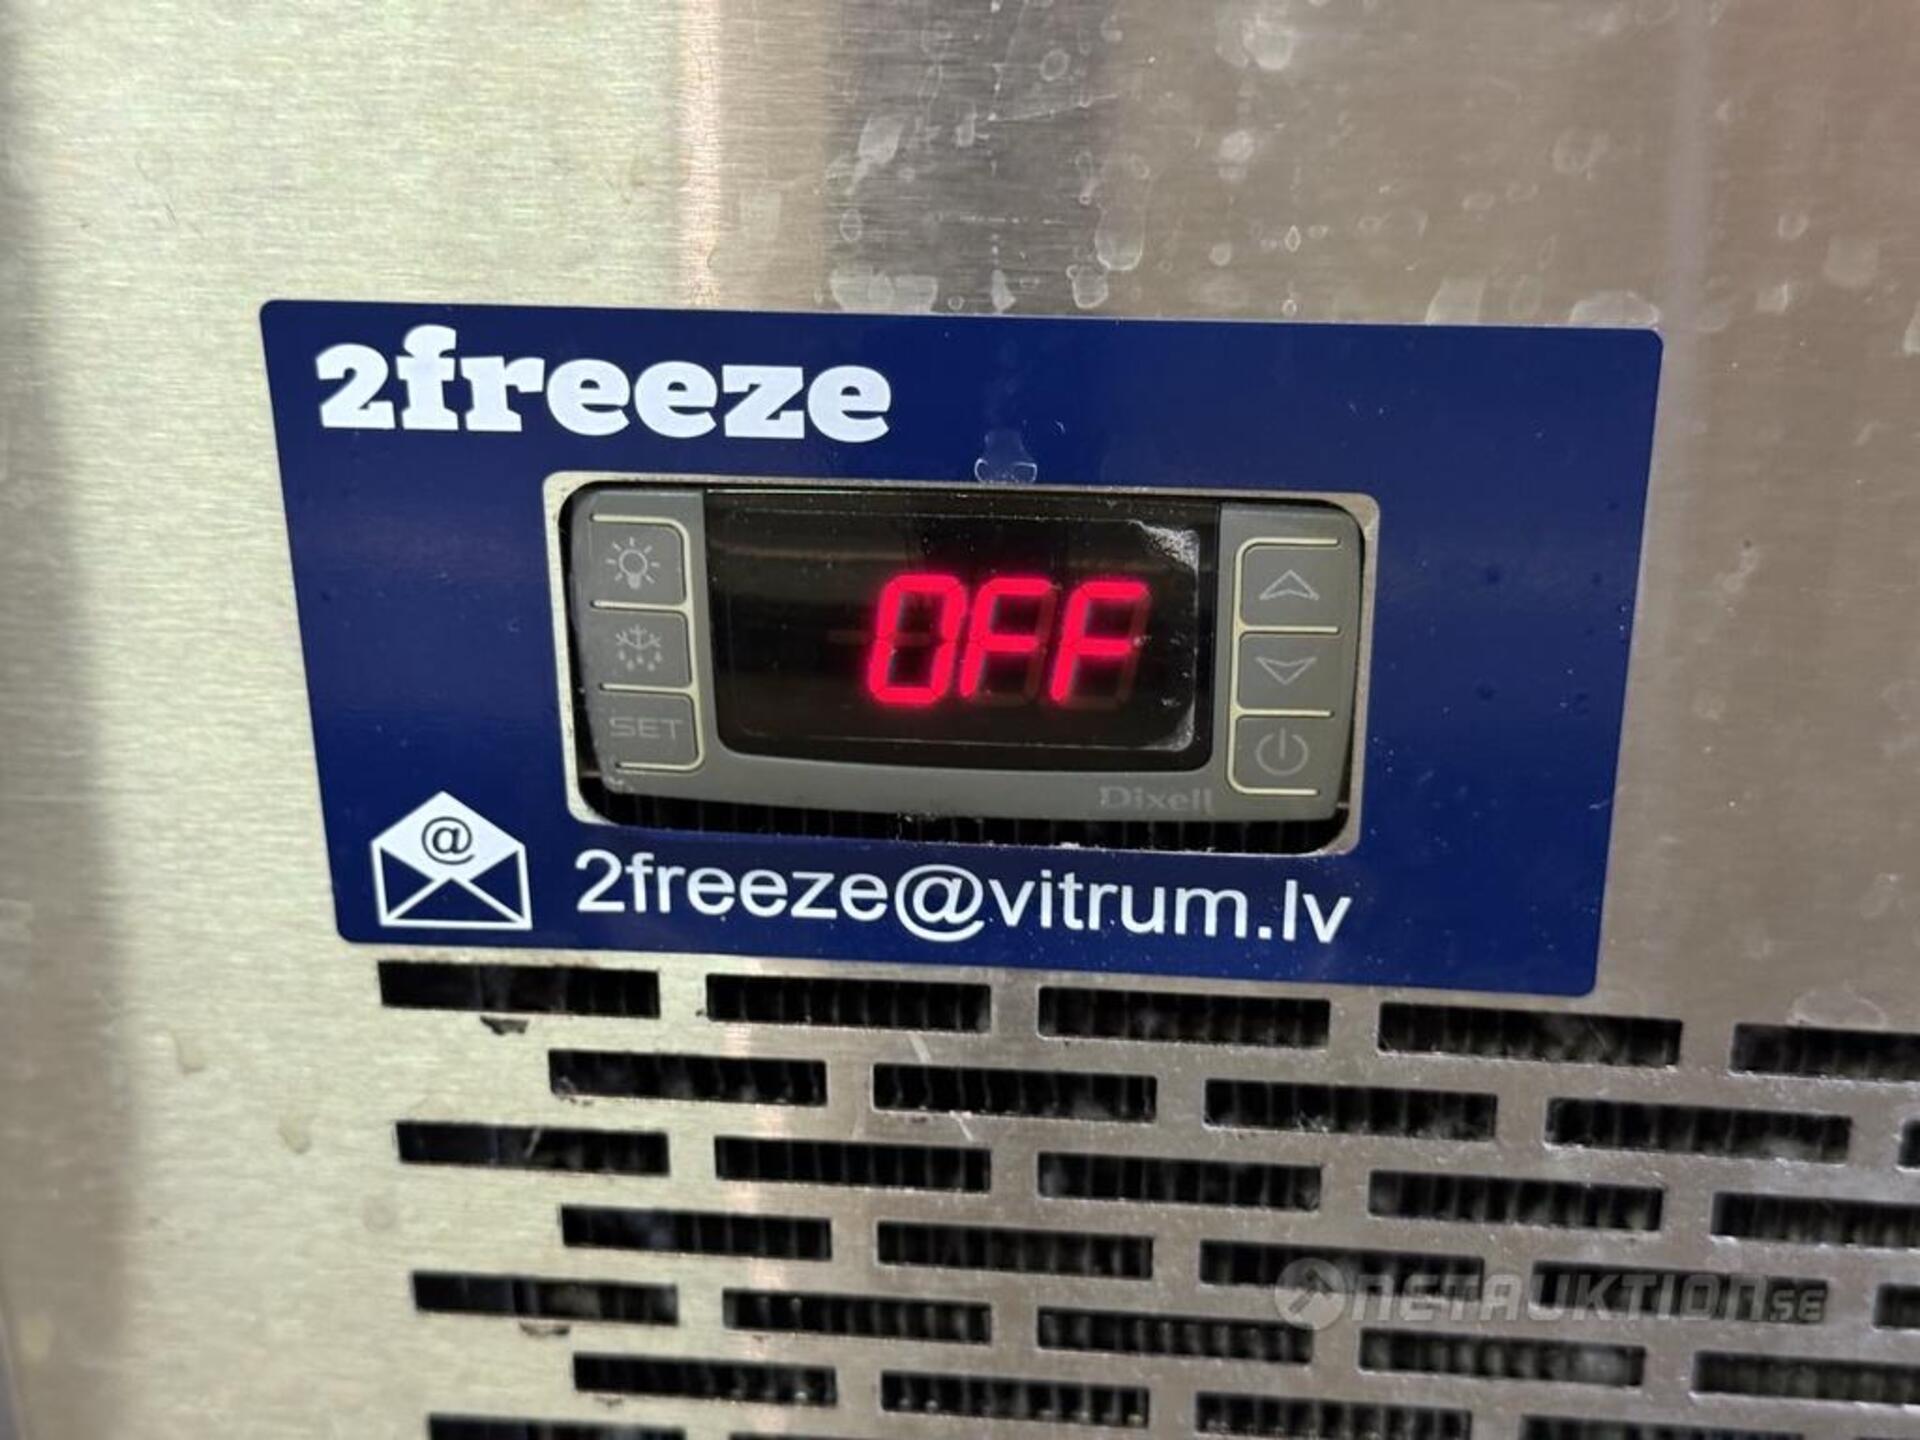 2freeze
OFF
SET
Dixell
@
2freeze@vitrum.lv
NETAUKTION.SE